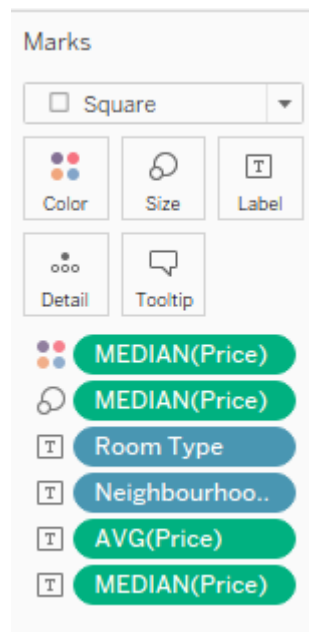 Marks
Square
Color Size Label
Detail Tooltip
MEDIAN(Price)
MEDIAN(Price)
T Room Type
T Neighbourhoo..
T AVG(Price)
T MEDIAN(Price)